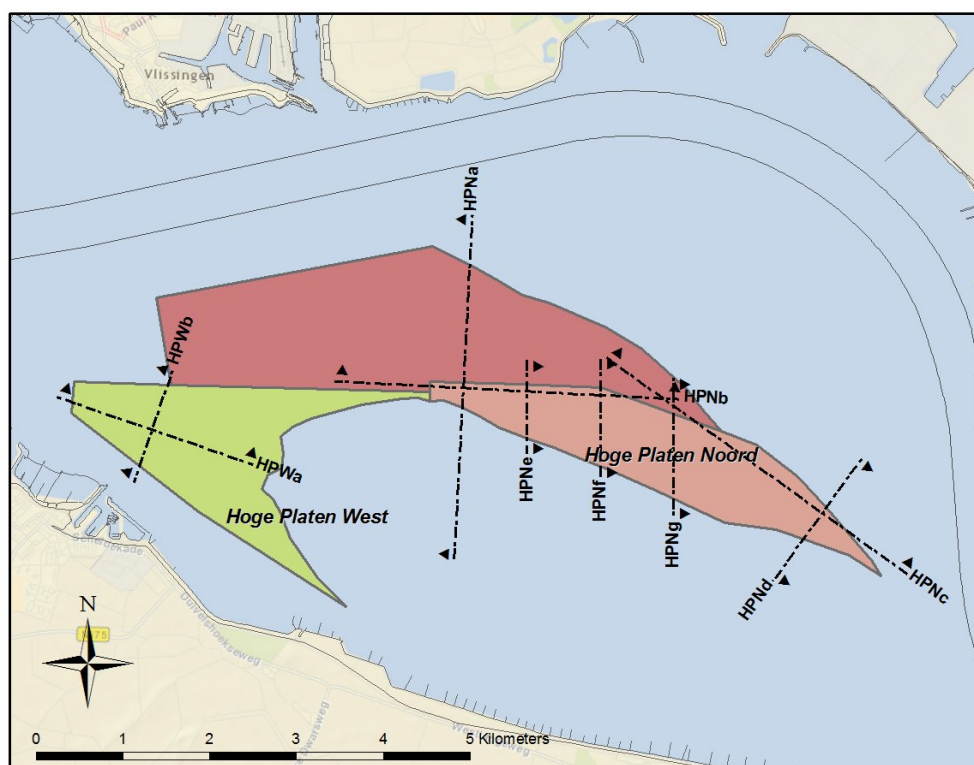 Vlissingen
HPNa
HPWb
HPNb
HPWa
HPNe
HPNf
HPNg
Hoge Platen Noord
Hoge Platen West
HPNd
HPNc
Duivelshoekseweg
N
0 1 2 3 4 5 Kilometers